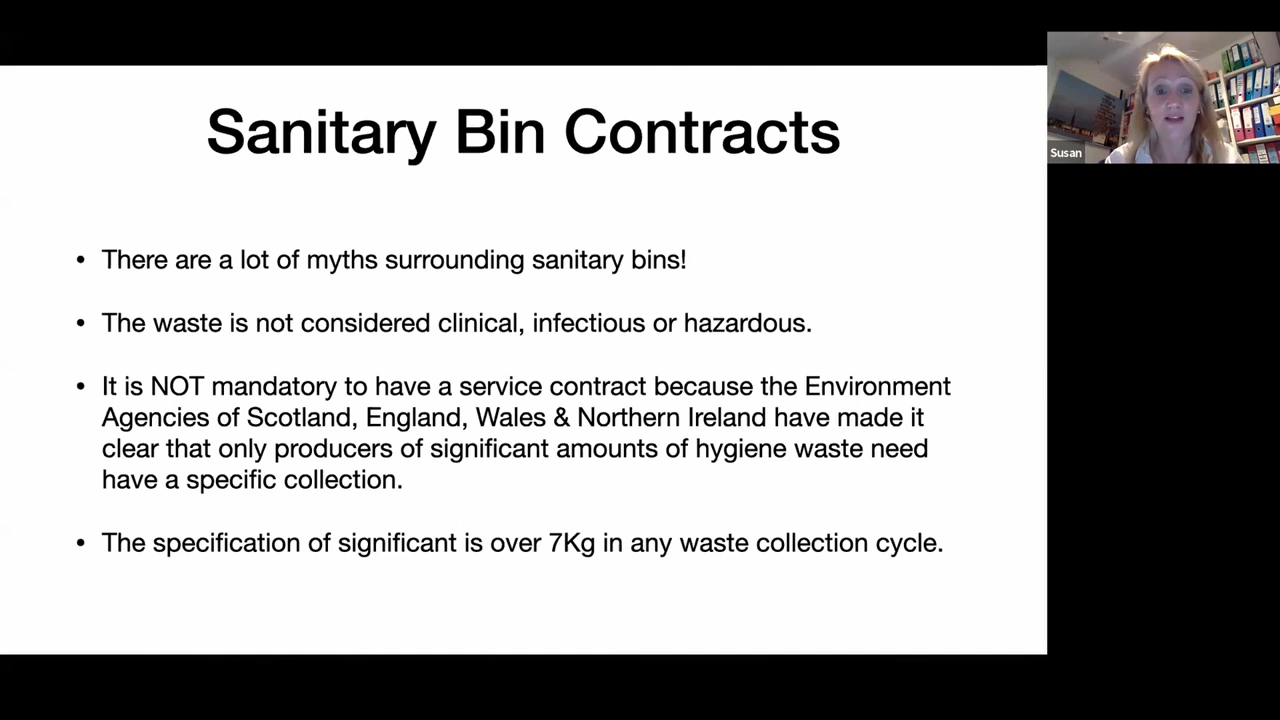 Sanitary Bin Contracts
• There are a lot of myths surrounding sanitary bins!
• The waste is not considered clinical, infectious or hazardous.
• It is NOT mandatory to have a service contract because the Environment
Agencies of Scotland, England, Wales & Northern Ireland have made it
clear that only producers of significant amounts of hygiene waste need
have a specific collection.
• The specification of significant is over 7Kg in any waste collection cycle.
Susan